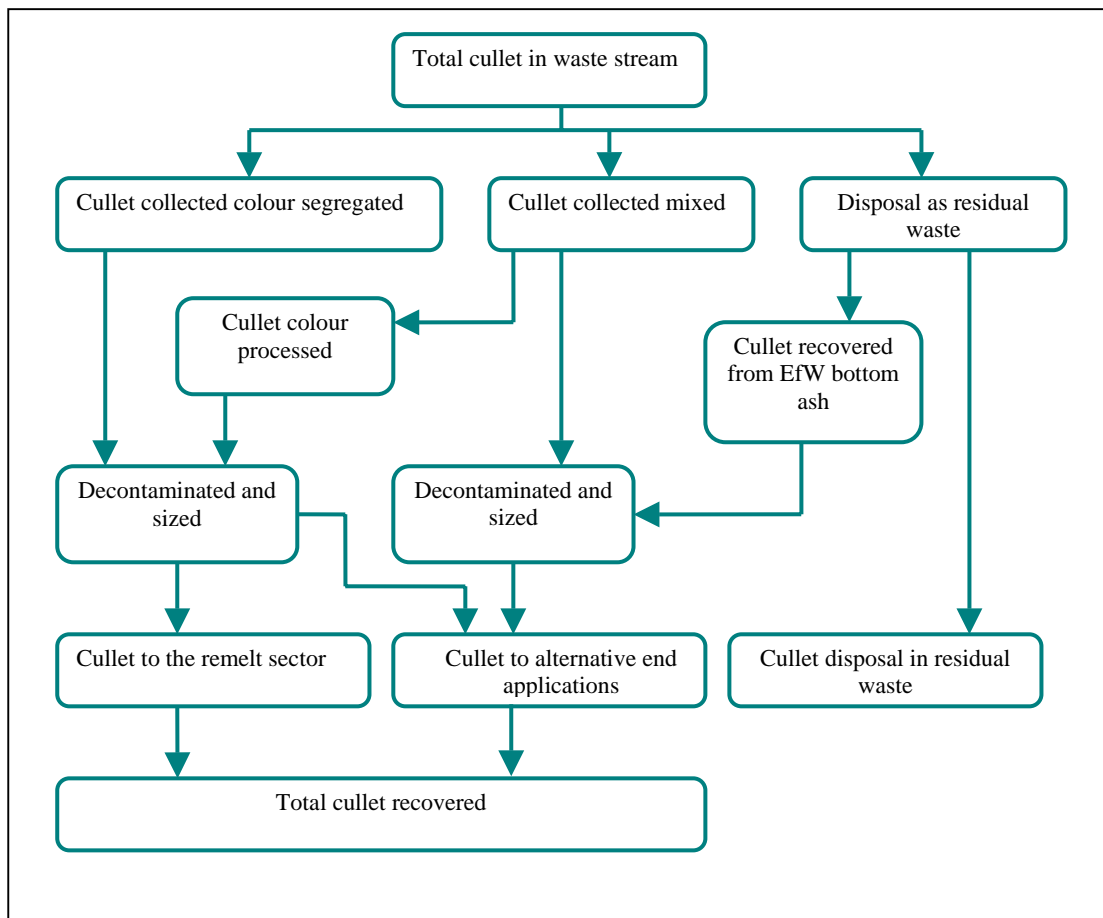 Total cullet in waste stream
Cullet collected colour segregated
Cullet collected mixed
Disposal as residual
waste
Cullet colour
processed
Cullet recovered
from EfW bottom
ash
Decontaminated and
sized
Decontaminated and
sized
Cullet to the remelt sector
Cullet to alternative end
applications
Cullet disposal in residual
waste
Total cullet recovered